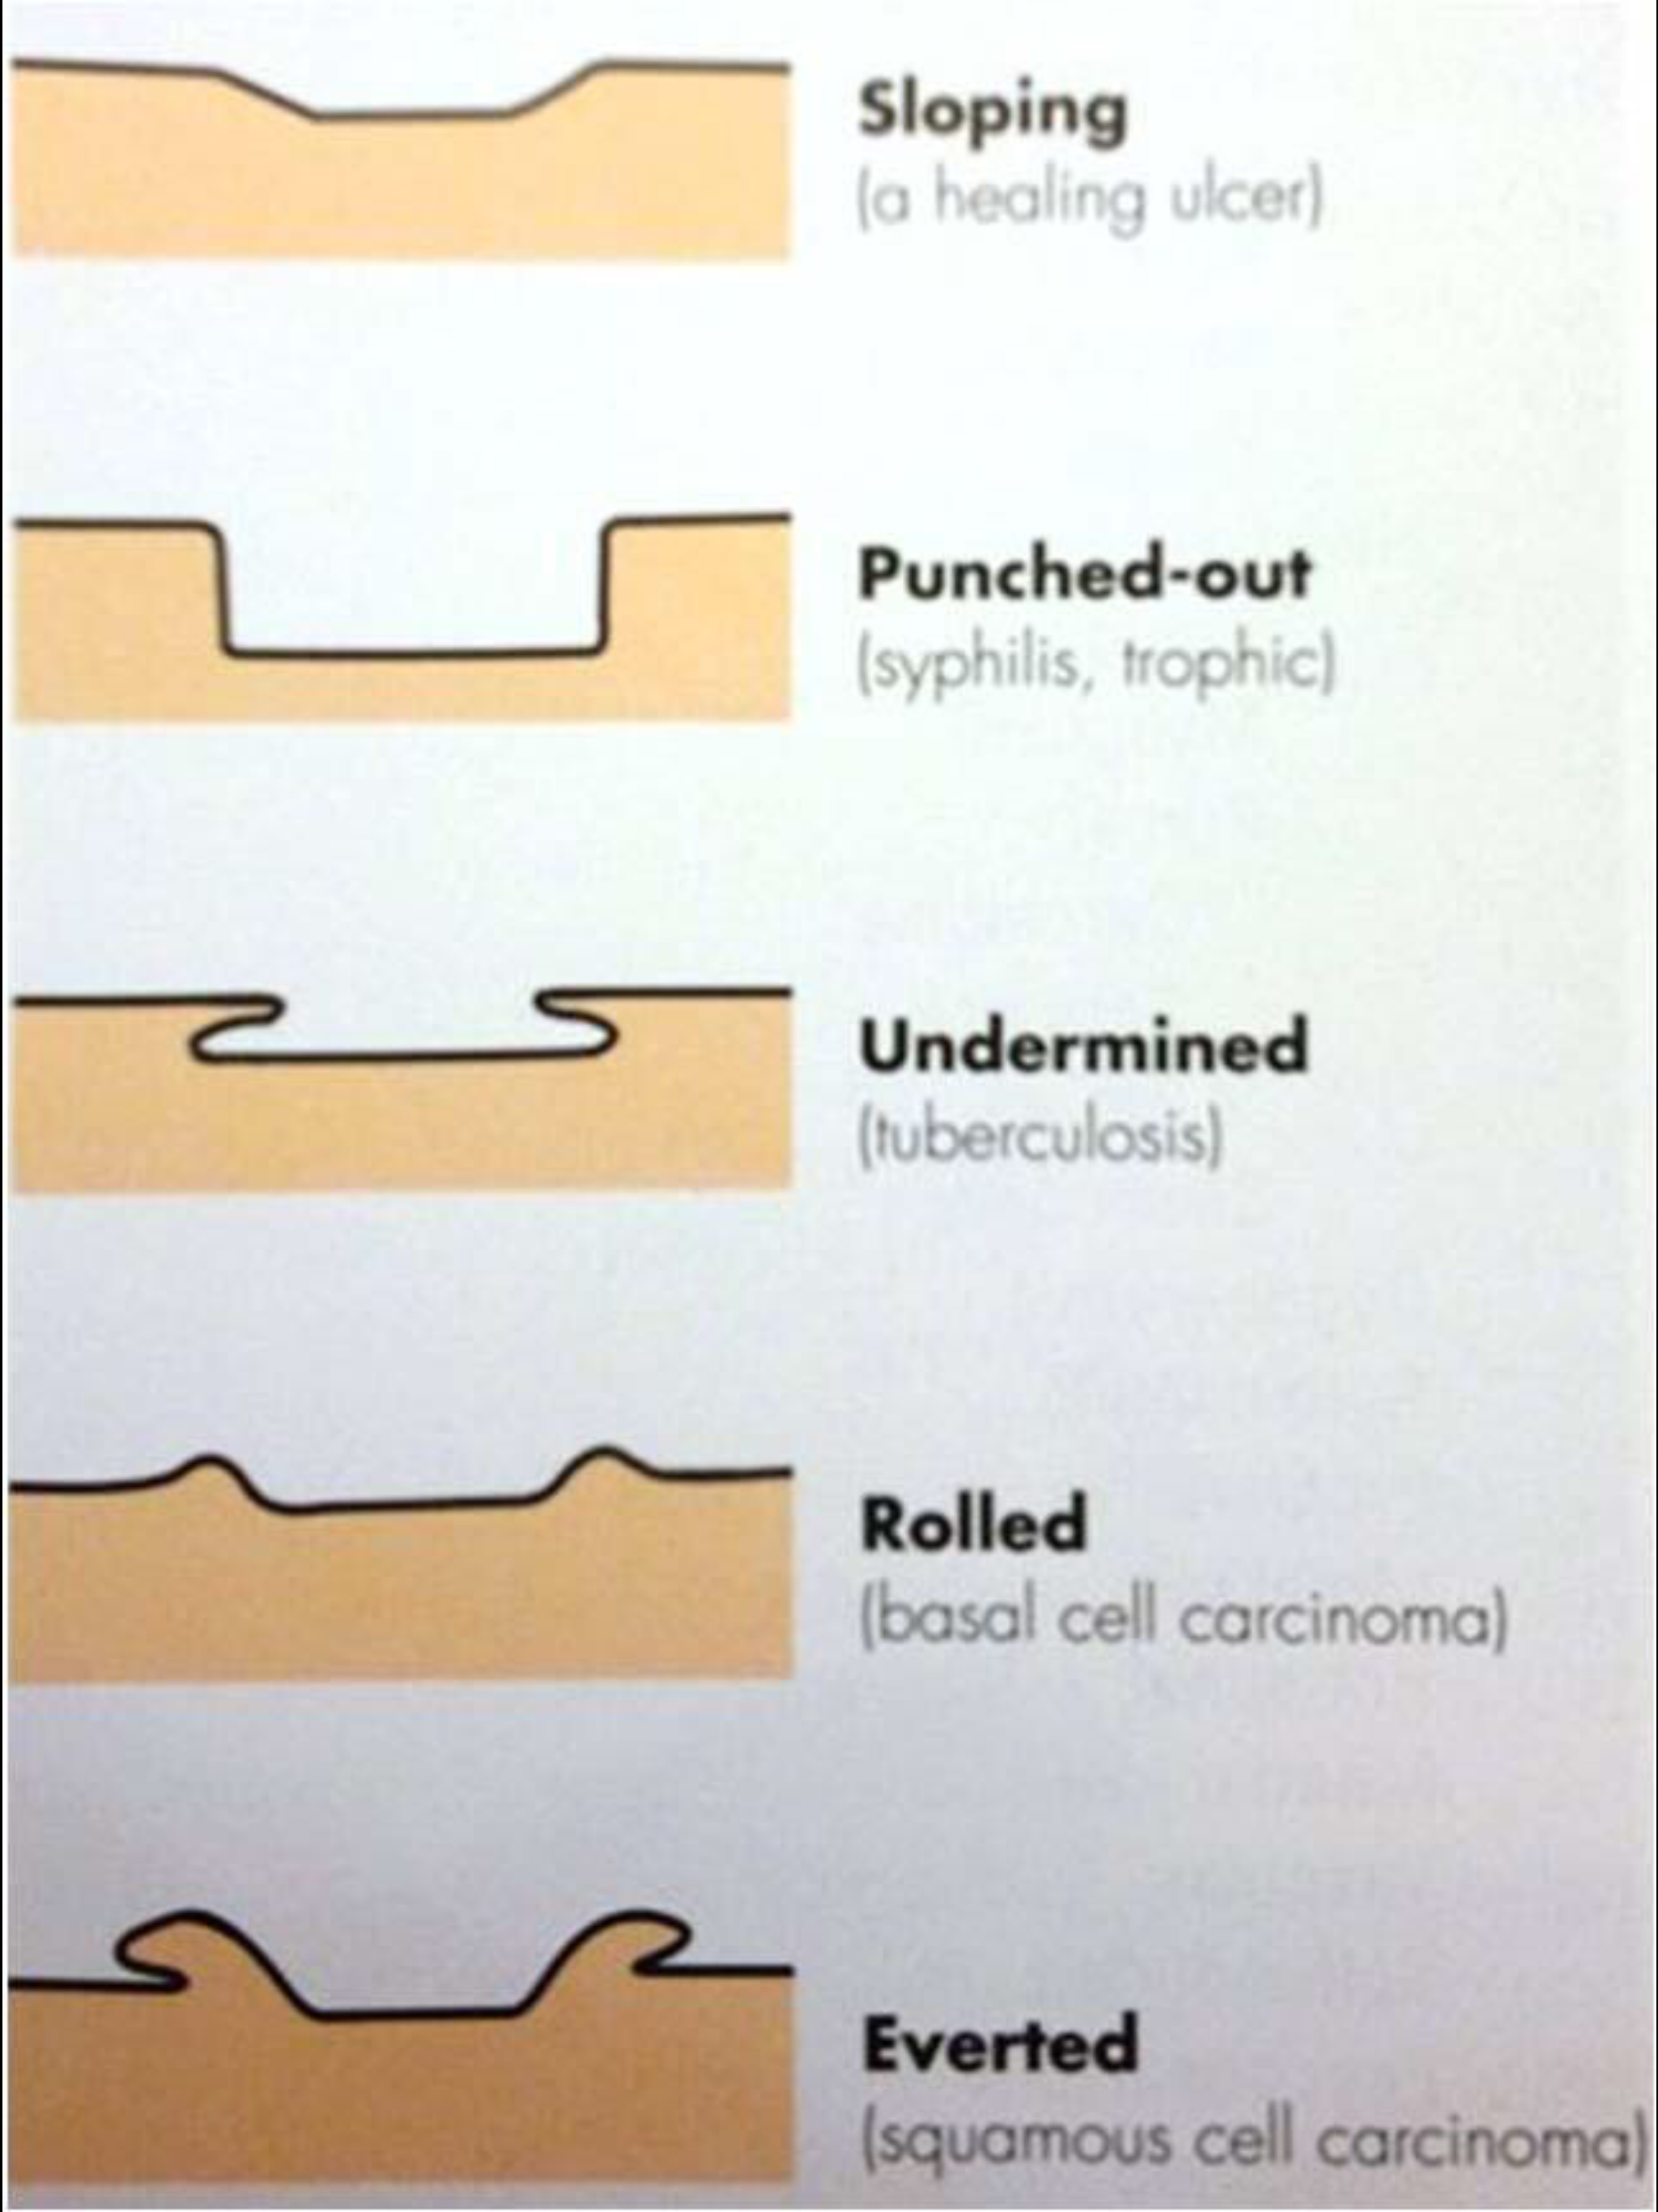 Sloping
(a healing ulcer)
Punched-out
(syphilis, trophic)
Undermined
(tuberculosis)
Rolled
(basal cell carcinoma)
Everted
(squamous cell carcinoma)